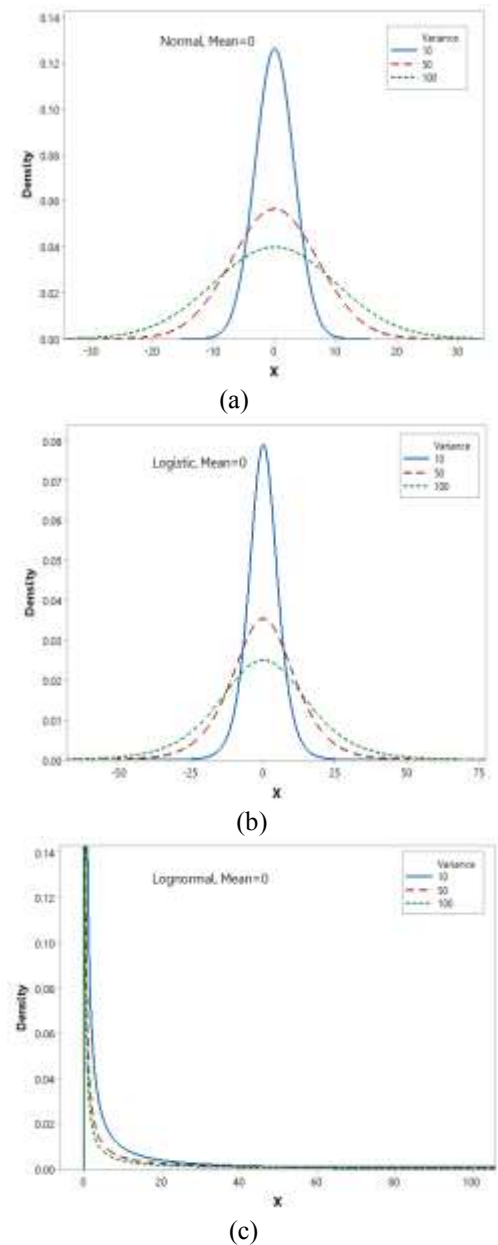 0.14
Normal, Mean=0
Variance
10
50
100
0.12
0.10
0.08
Density
0.06
0.04
0.02
0.00
-30 -20 -10 0 10 20 30
X
(a)
0.08
Logistic, Mean=0
Variance
10
50
100
0.07
0.06
0.05
Density
0.04
0.03
0.02
0.01
0.00
-50 -25 0 25 50 75
X
(b)
0.14
Lognormal, Mean=0
Variance
10
50
100
0.12
0.10
0.08
Density
0.06
0.04
0.02
0.00
0 20 40 60 80 100
X
(c)